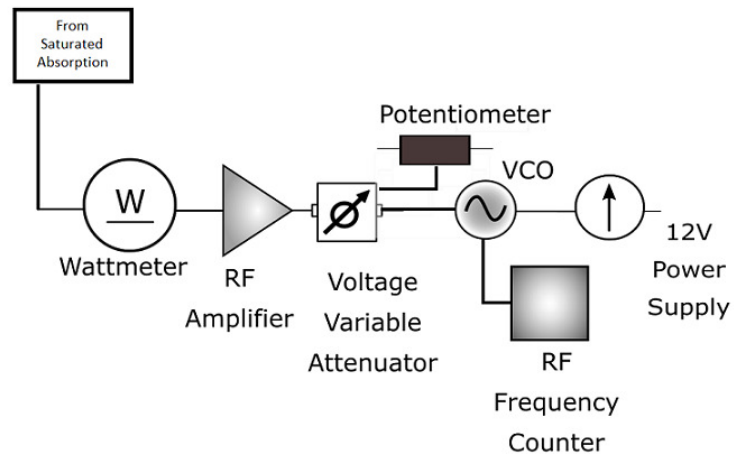 From
Saturated
Absorption
Potentiometer
VCO
W
Wattmeter
RF
Amplifier
Voltage
Variable
Attenuator
12V
Power
Supply
RF
Frequency
Counter